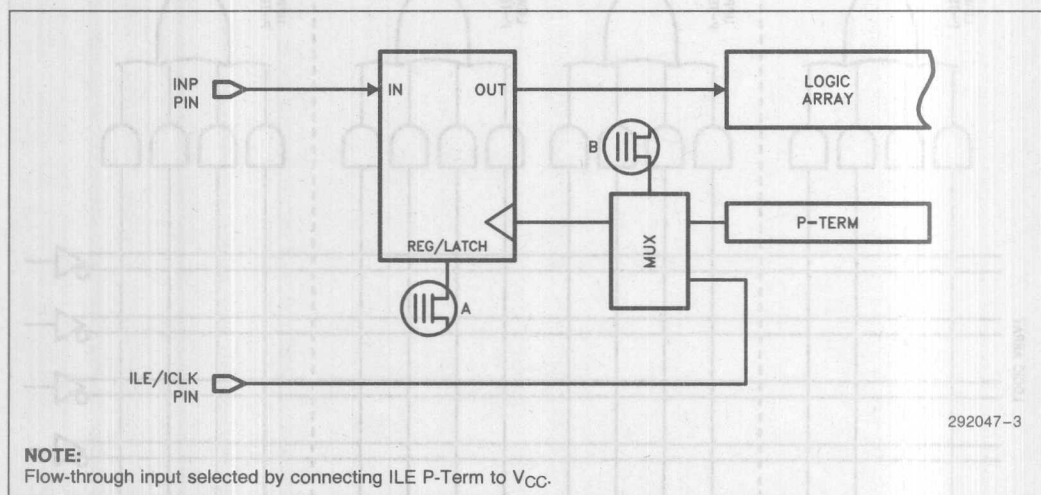 INP
PIN
IN
OUT
LOGIC
ARRAY
B
P-TERM
MUX
REG/LATCH
A
ILE/ICLK
PIN
292047-3
NOTE:
Flow-through input selected by connecting ILE P-Term to VCC.